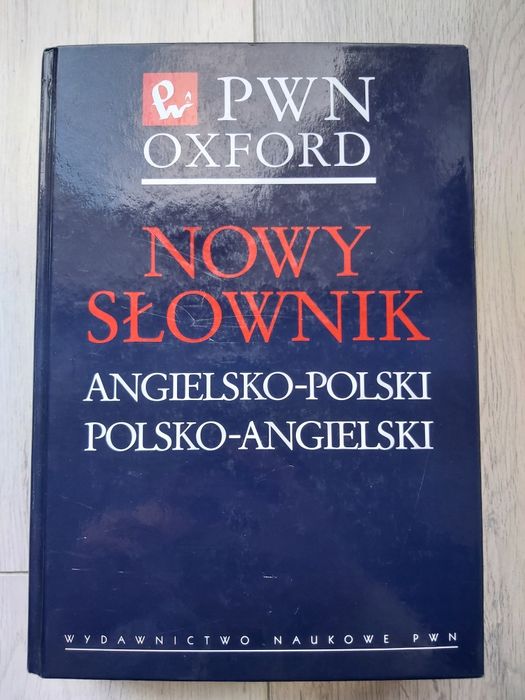 PWN
OXFORD
NOWY
SŁOWNIK
ANGIELSKO-POLSKI
POLSKO-ANGIELSKI
WYDAWNICTWO NAUKOWE PWN